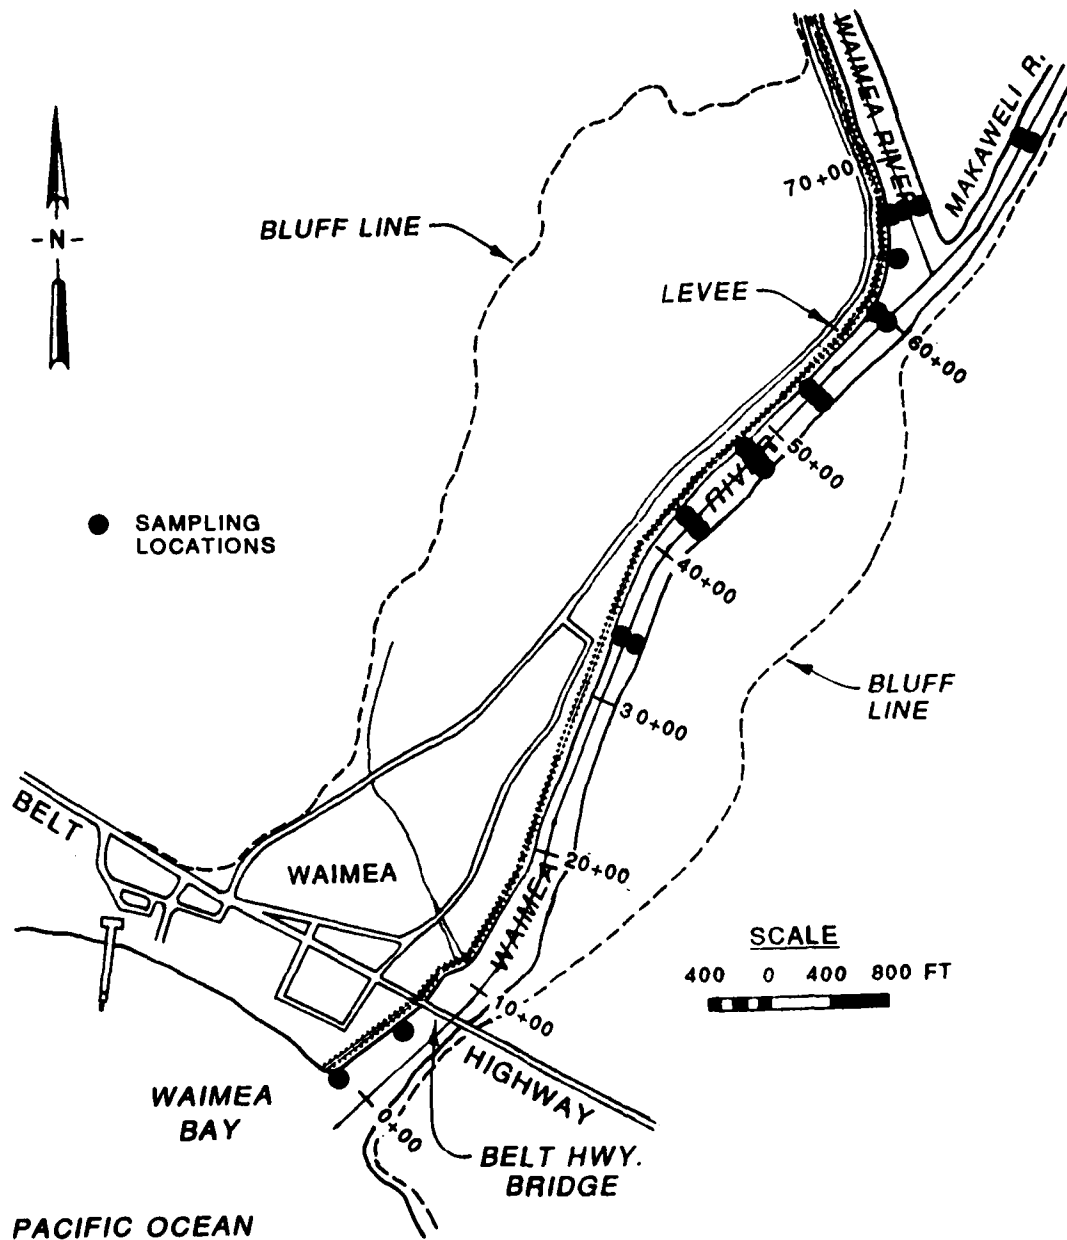 WAIMEA RIVER
MAKAWELI R.
70+00
- N -
BLUFF LINE
LEVEE
60+00
50+00
RIVER
SAMPLING
LOCATIONS
40+00
BLUFF
LINE
30+00
BELT
WAIMEA
20+00
WAIMEA
SCALE
400 0 400 800 FT
10+00
HIGHWAY
WAIMEA
BAY
0+00
BELT HWY.
BRIDGE
PACIFIC OCEAN